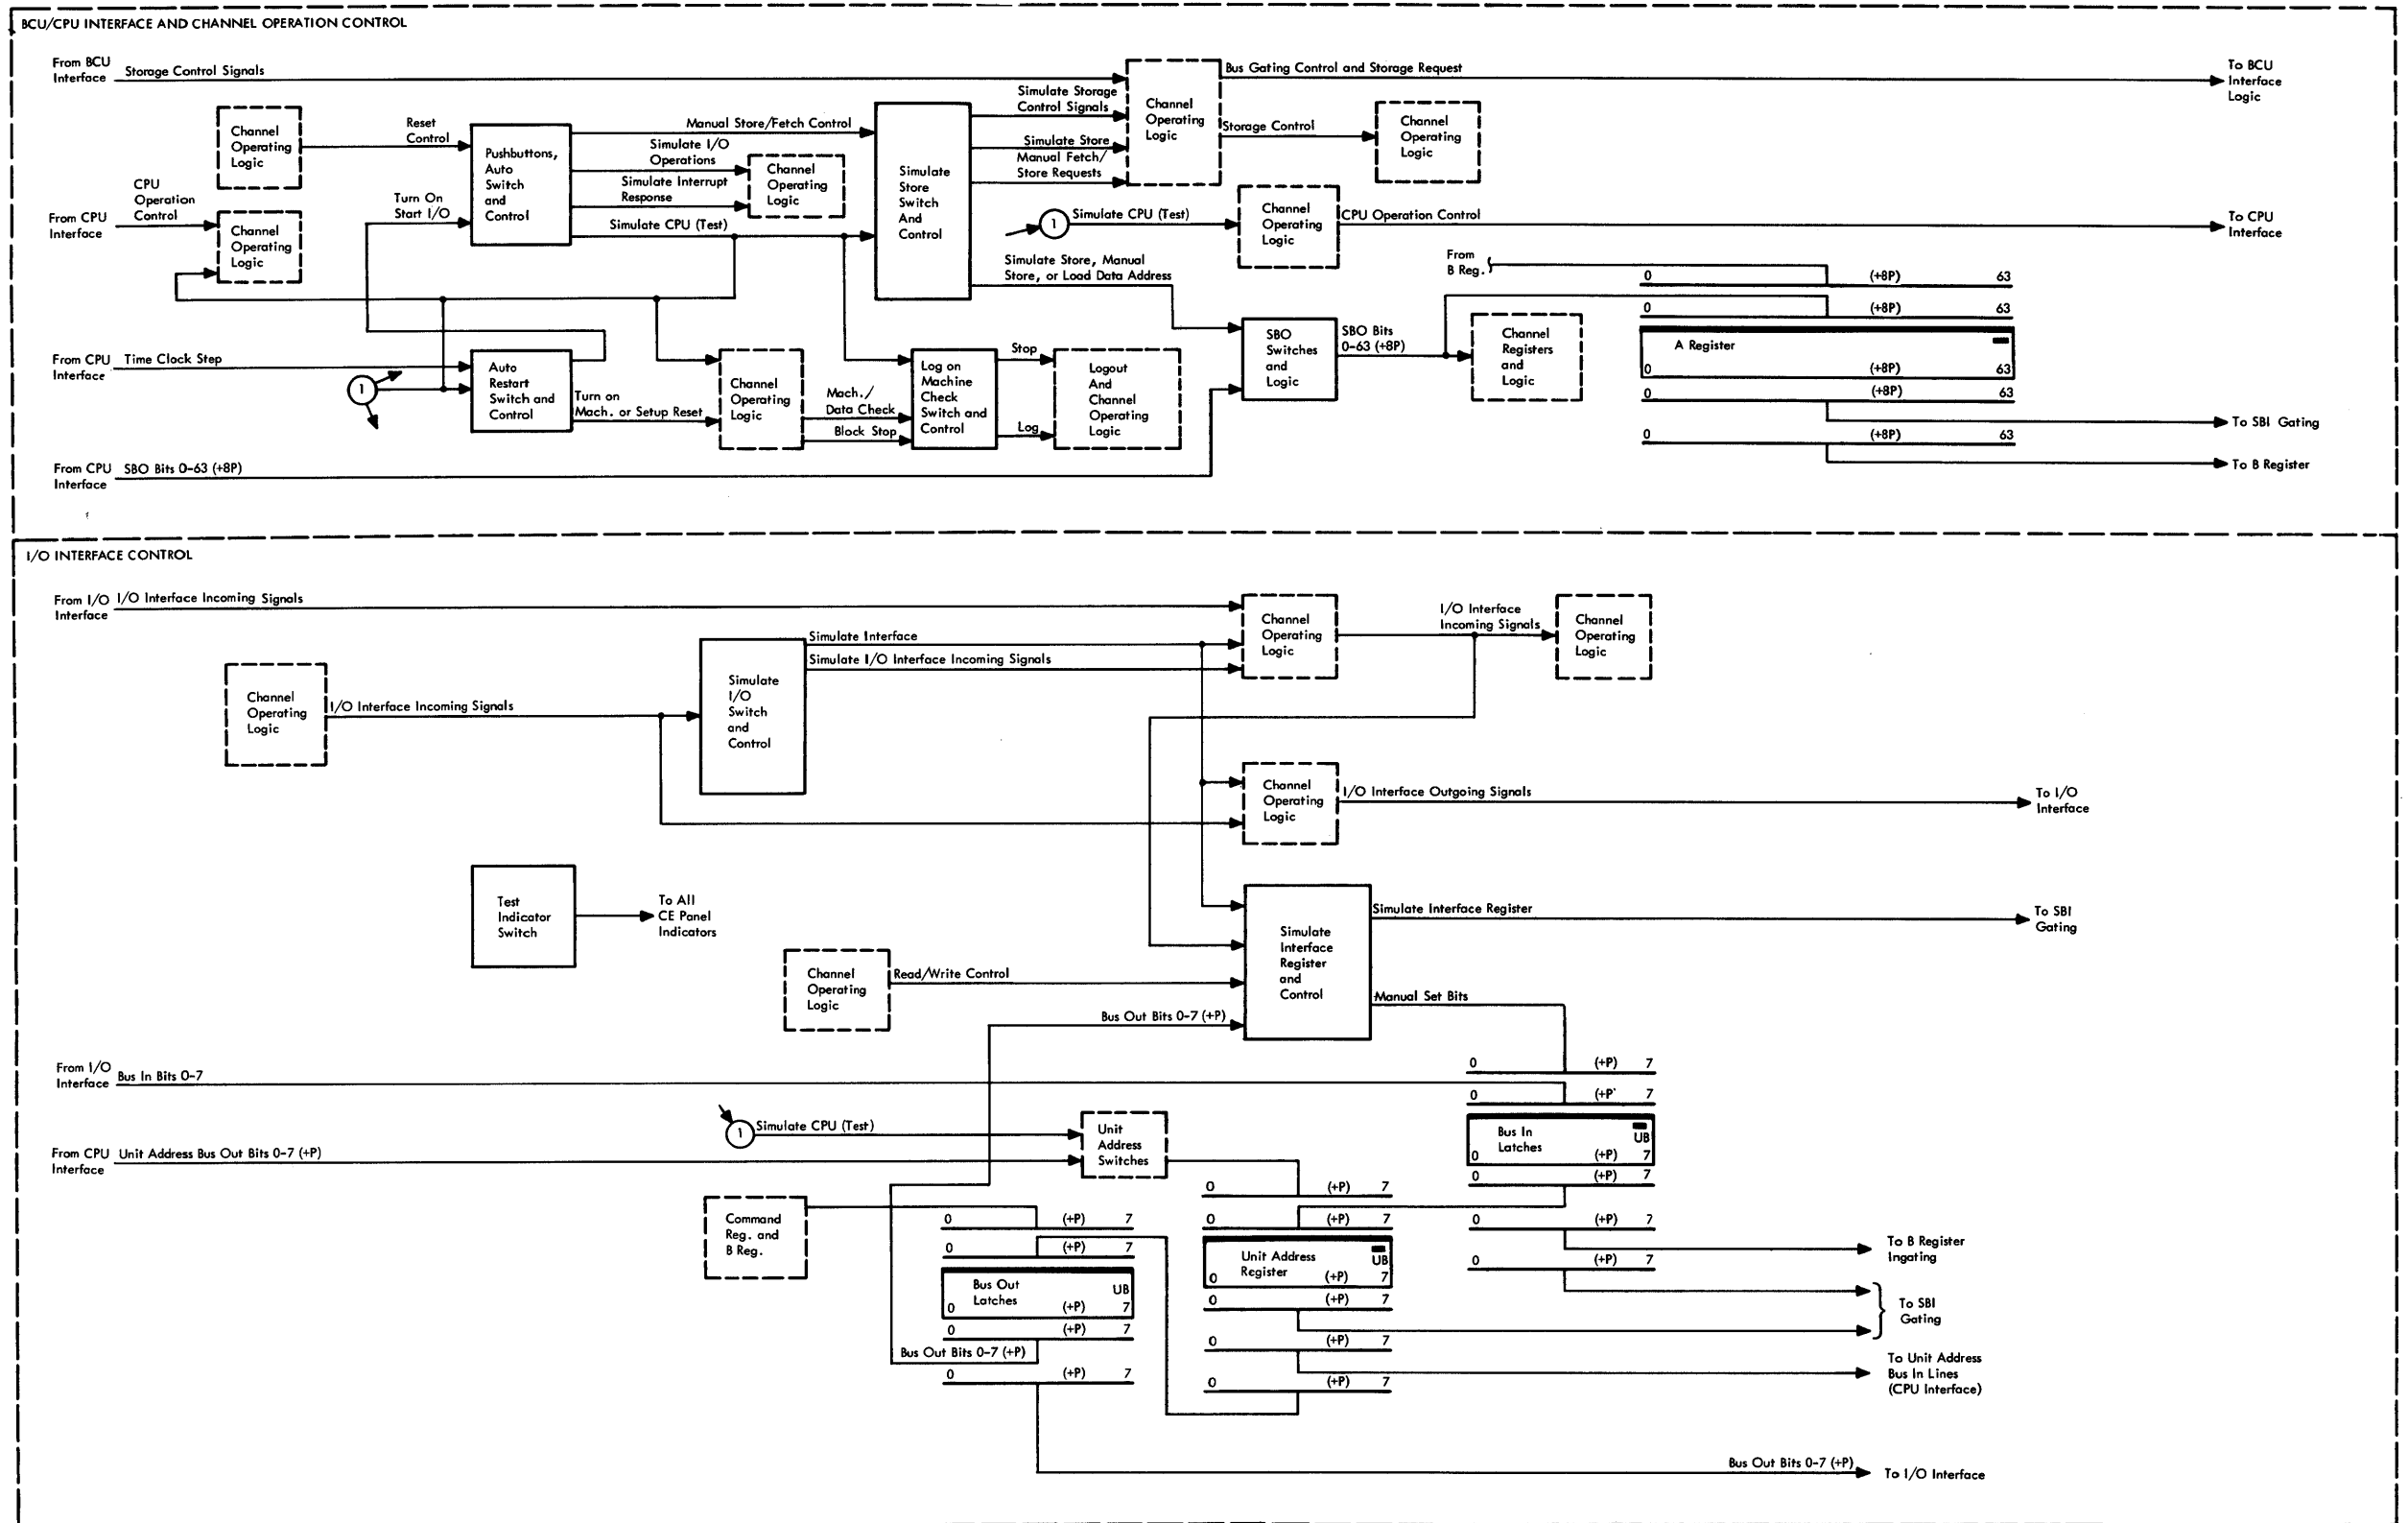 BCU/CPU INTERFACE AND CHANNEL OPERATION CONTROL
From BCU
Interface
Storage Control Signals
Channel
Operating
Logic
Reset
Control
Pushbuttons,
Auto
Switch
and
Control
Manual Store/Fetch Control
Simulate I/O
Operations
Simulate Interrupt
Response
Simulate CPU (Test)
Channel
Operating
Logic
Simulate
Store
Switch
And
Control
Simulate Storage
Control Signals
Simulate Store
Manual Fetch/
Store Requests
Channel
Operating
Logic
Bus Gating Control and Storage Request
To BCU
Interface
Logic
Storage Control
Channel
Operating
Logic
From CPU
Interface
CPU
Operation
Control
Channel
Operating
Logic
Turn On
Start I/O
1
Simulate CPU (Test)
Channel
Operating
Logic
CPU Operation Control
To CPU
Interface
Simulate Store, Manual
Store, or Load Data Address
From
B Reg.
0 (+8P) 63
0 (+8P) 63
A Register
0 (+8P) 63
0 (+8P) 63
To SBI Gating
0 (+8P) 63
To B Register
From CPU
Interface
Time Clock Step
1
Auto
Restart
Switch and
Control
Turn on
Mach. or Setup Reset
Channel
Operating
Logic
Mach./
Data Check
Block Stop
Log on
Machine
Check
Switch and
Control
Stop
Log
Logout
And
Channel
Operating
Logic
SBO
Switches
and
Logic
SBO Bits
0-63 (+8P)
Channel
Registers
and
Logic
From CPU
Interface
SBO Bits 0-63 (+8P)
I/O INTERFACE CONTROL
From I/O
Interface
I/O Interface Incoming Signals
Channel
Operating
Logic
I/O Interface Incoming Signals
Simulate
I/O
Switch
and
Control
Simulate Interface
Simulate I/O Interface Incoming Signals
Channel
Operating
Logic
I/O Interface
Incoming Signals
Channel
Operating
Logic
Channel
Operating
Logic
I/O Interface Outgoing Signals
To I/O
Interface
Test
Indicator
Switch
To All
CE Panel
Indicators
Channel
Operating
Logic
Read/Write Control
Bus Out Bits 0-7 (+P)
Simulate
Interface
Register
and
Control
Simulate Interface Register
To SBI
Gating
Manual Set Bits
From I/O
Interface
Bus In Bits 0-7
0 (+P) 7
0 (+P 7
Bus In
Latches
UB
0 (+P) 7
0 (+P) 7
0 (+P) 7
To B Register
Ingating
0 (+P) 7
To SBI
Gating
1
Simulate CPU (Test)
From CPU
Interface
Unit Address Bus Out Bits 0-7 (+P)
Unit
Address
Switches
0 (+P) 7
0 (+P) 7
Unit Address
Register
UB
0 (+P) 7
0 (+P) 7
0 (+P) 7
To Unit Address
Bus In Lines
(CPU Interface)
0 (+P) 7
Command
Reg. and
B Reg.
0 (+P) 7
0 (+P) 7
Bus Out
Latches
UB
0 (+P) 7
0 (+P) 7
Bus Out Bits 0-7 (+P)
0 (+P) 7
Bus Out Bits 0-7 (+P)
To I/O Interface